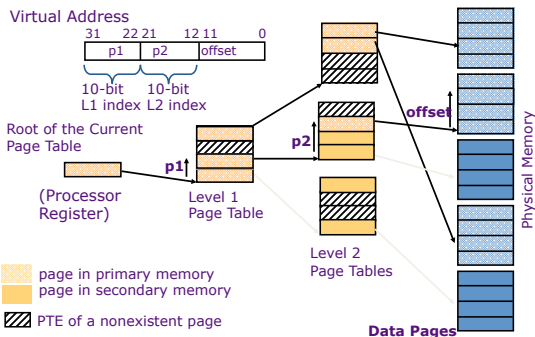 Virtual Address
31 22 21 12 11 0
p1 p2 offset
10-bit
L1 index
10-bit
L2 index
Root of the Current
Page Table
(Processor
Register)
p1
Level 1
Page Table
p2
Level 2
Page Tables
offset
Physical Memory
page in primary memory
page in secondary memory
PTE of a nonexistent page
Data Pages